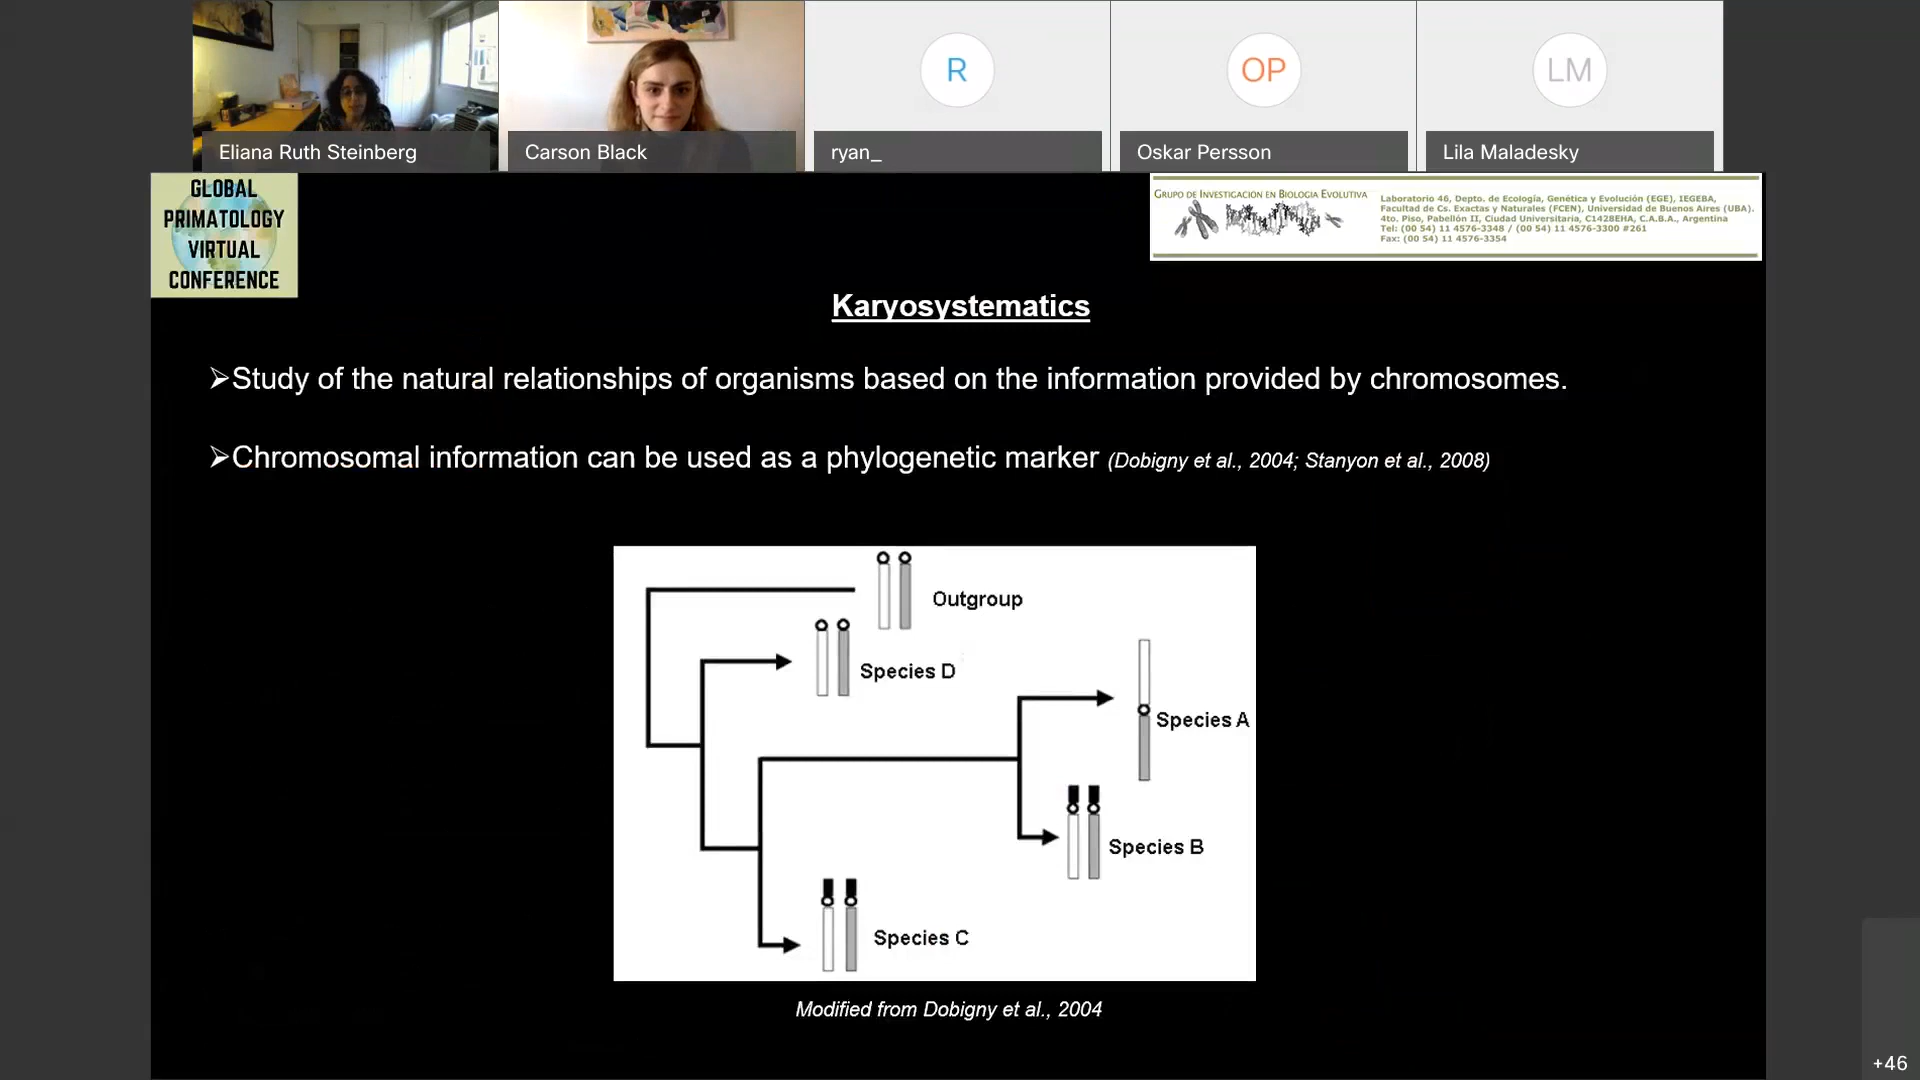 R
OP
LM
Eliana Ruth Steinberg
Carson Black
ryan_
Oskar Persson
Lila Maladesky
GLOBAL
PRIMATOLOGY
VIRTUAL
CONFERENCE
GRUPO DE INVESTIGACIÓN EN BIOLOGIA EVOLUTIVA
Laboratorio 46, Depto. de Ecología, Genética y Evolución (EGE), IEGEBA,
Facultad de Cs. Exactas y Naturales (FCEN), Universidad de Buenos Aires (UBA).
4to. Piso, Pabellón II, Ciudad Universitaria, C1428EHA, C.A.B.A., Argentina
Tel: (00 54) 11 4576-3348 / (00 54) 11 4576-3300 #261
Fax: (00 54) 11 4576-3354
Karyosystematics
➢Study of the natural relationships of organisms based on the information provided by chromosomes.
➢Chromosomal information can be used as a phylogenetic marker (Dobigny et al., 2004; Stanyon et al., 2008)
Outgroup
Species D
Species A
Species B
Species C
Modified from Dobigny et al., 2004
+46